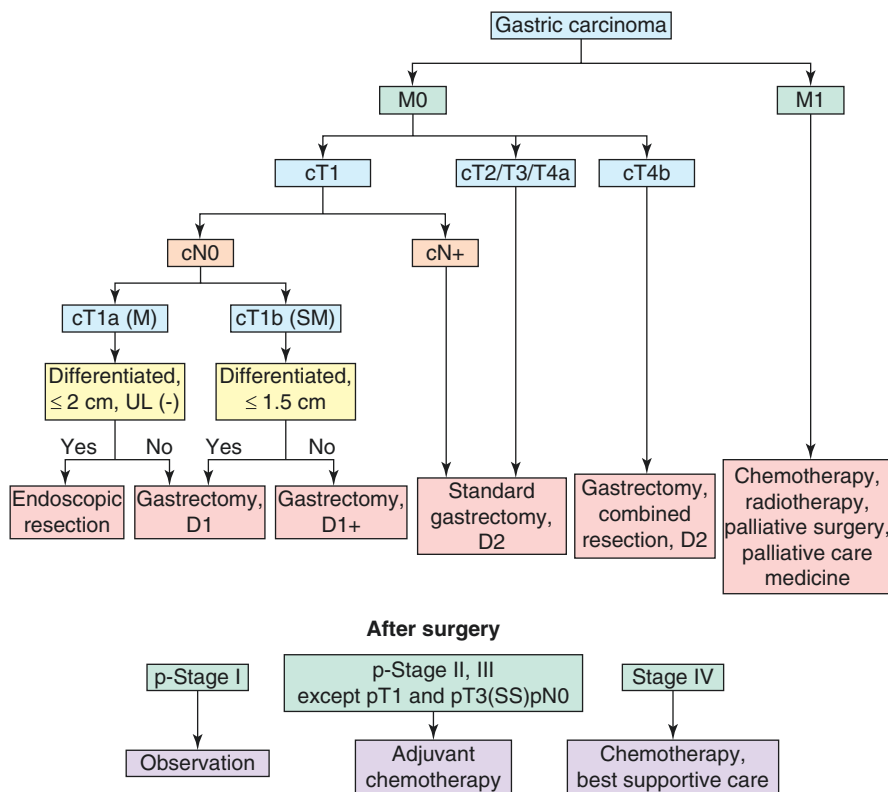 Gastric carcinoma
M0
M1
cT1
cT2/T3/T4a
cT4b
cN0
cN+
cT1a (M)
cT1b (SM)
Differentiated,
≤ 2 cm, UL (-)
Differentiated,
≤ 1.5 cm
Yes
No
Yes
No
Endoscopic
resection
Gastrectomy,
D1
Gastrectomy,
D1+
Standard
gastrectomy,
D2
Gastrectomy,
combined
resection, D2
Chemotherapy,
radiotherapy,
palliative surgery,
palliative care
medicine
After surgery
p-Stage I
p-Stage II, III
except pT1 and pT3(SS)pN0
Stage IV
Observation
Adjuvant
chemotherapy
Chemotherapy,
best supportive care